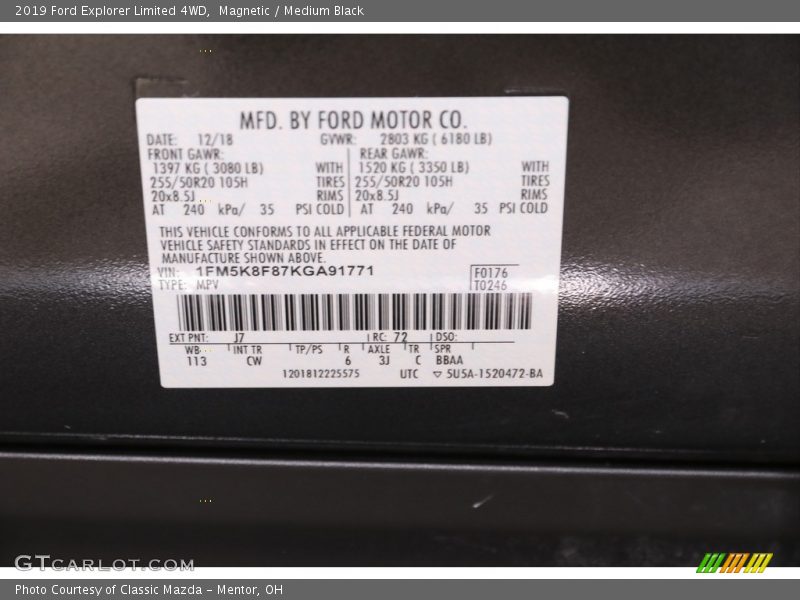 2019 Ford Explorer Limited 4WD,  Magnetic / Medium Black
MFD. BY FORD MOTOR CO.
DATE: 12/18 GVWR: 2803 KG ( 6180 LB)
FRONT GAWR: REAR GAWR:
1397 KG ( 3080 LB) WITH 1520 KG ( 3350 LB) WITH
255/50R20 105H TIRES 255/50R20 105H TIRES
20x8.5J RIMS 20x8.5J RIMS
AT 240 kPa/ 35 PSI COLD AT 240 kPa/ 35 PSI COLD
THIS VEHICLE CONFORMS TO ALL APPLICABLE FEDERAL MOTOR
VEHICLE SAFETY STANDARDS IN EFFECT ON THE DATE OF
MANUFACTURE SHOWN ABOVE.
VIN: 1FM5K8F87KGA91771 F0176
TYPE: MPV T0246
EXT PNT: J7 RC: 72 DSO:
WB INT TR TP/PS R AXLE TR SPR
113 CW 6 3J C BBAA
1201812225575 UTC ▽ 5U5A-1520472-BA
GTCARLOT.COM
Photo Courtesy of Classic Mazda - Mentor, OH